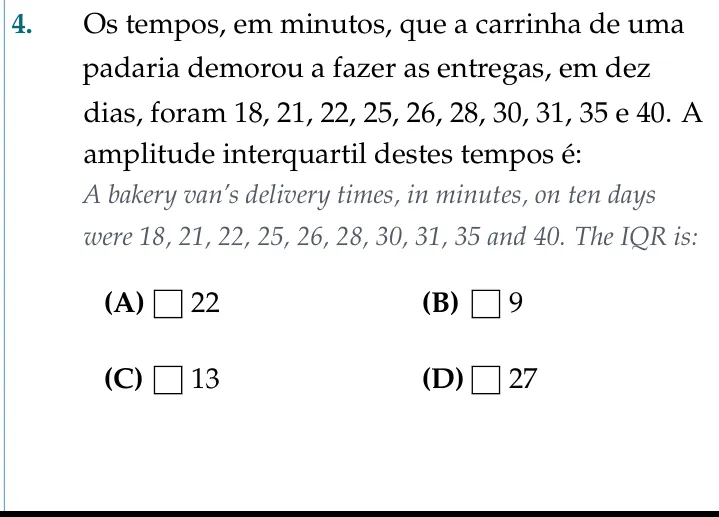 4. Os tempos, em minutos, que a carrinha de uma
padaria demorou a fazer as entregas, em dez
dias, foram 18, 21, 22, 25, 26, 28, 30, 31, 35 e 40. A
amplitude interquartil destes tempos é:
A bakery van's delivery times, in minutes, on ten days
were 18, 21, 22, 25, 26, 28, 30, 31, 35 and 40. The IQR is:
(A) □ 22 (B) □ 9
(C) □ 13 (D) □ 27